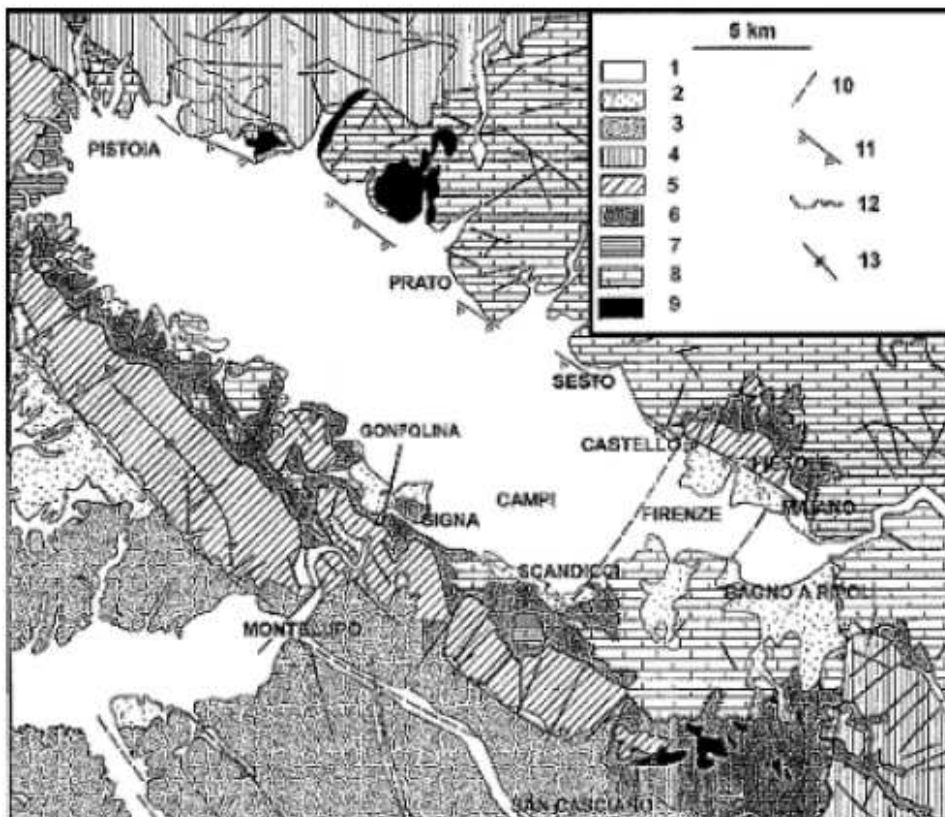 5 km
1
2
3
4
5
6
7
8
9
10
11
12
13
PISTOIA
PRATO
SESTO
CASTELLO
GONFOLINA
CAMPI
SIGNA
FIRENZE
MAIANO
SCANDICCI
BAGNO A RIPOLI
MONTELUPO
SAN CASCIANO